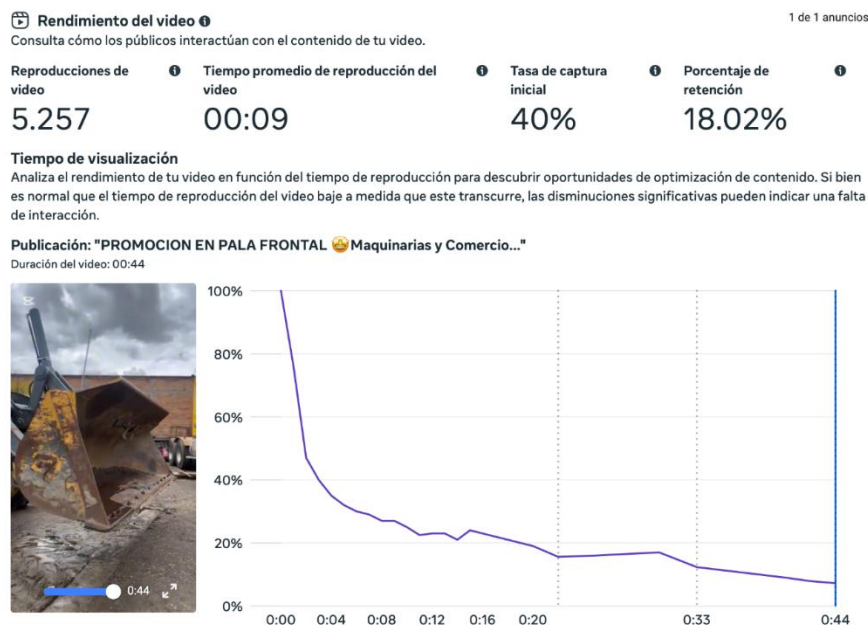 Rendimiento del video
1 de 1 anuncios
Consulta cómo los públicos interactúan con el contenido de tu video.
Reproducciones de video
5.257
Tiempo promedio de reproducción del video
00:09
Tasa de captura inicial
40%
Porcentaje de retención
18.02%
Tiempo de visualización
Analiza el rendimiento de tu video en función del tiempo de reproducción para descubrir oportunidades de optimización de contenido. Si bien
es normal que el tiempo de reproducción del video baje a medida que este transcurre, las disminuciones significativas pueden indicar una falta
de interacción.
Publicación: "PROMOCION EN PALA FRONTAL 🤩Maquinarias y Comercio..."
Duración del video: 00:44
100%
80%
60%
40%
20%
0%
0:00 0:04 0:08 0:12 0:16 0:20 0:33 0:44
0:44